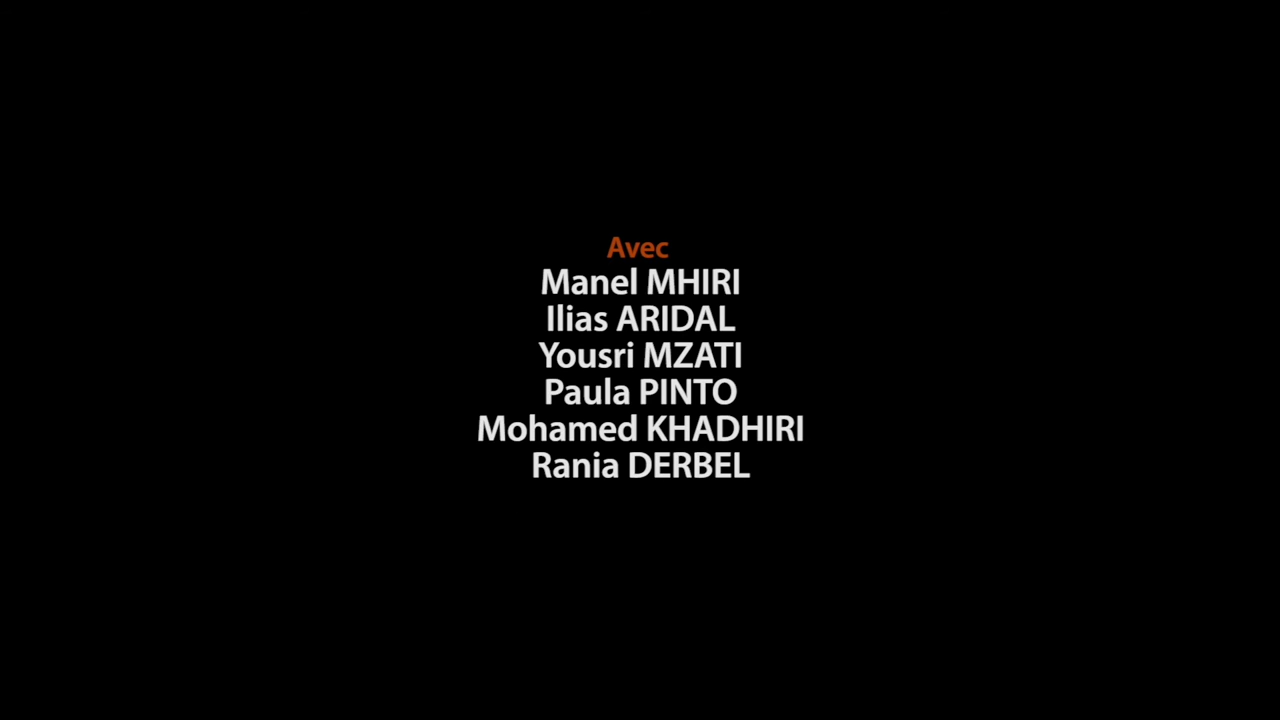 Avec
Manel MHIRI
Ilias ARIDAL
Yousri MZATI
Paula PINTO
Mohamed KHADHIRI
Rania DERBEL